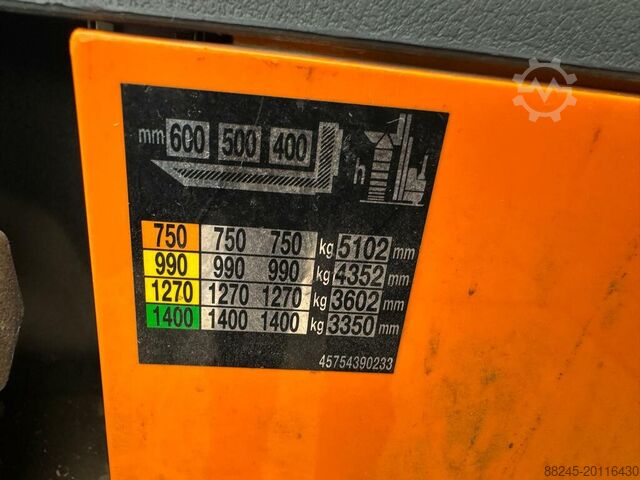 mm 600 500 400
h
750 750 750 kg 5102 mm
990 990 990 kg 4352 mm
1270 1270 1270 kg 3602 mm
1400 1400 1400 kg 3350 mm
45754390233
88245-20116430